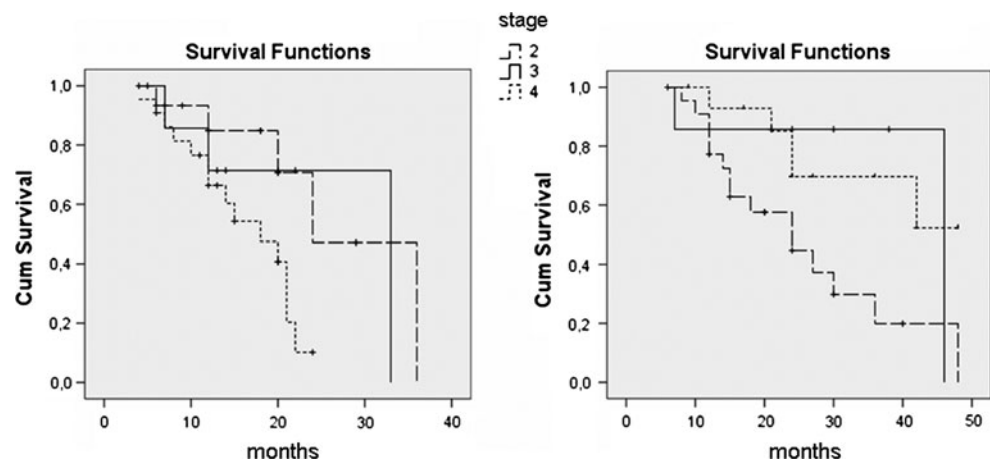 stage
2
3
4
Survival Functions
Cum Survival
1,0
0,8
0,6
0,4
0,2
0,0
0 10 20 30 40
months
Survival Functions
Cum Survival
1,0
0,8
0,6
0,4
0,2
0,0
0 10 20 30 40 50
months